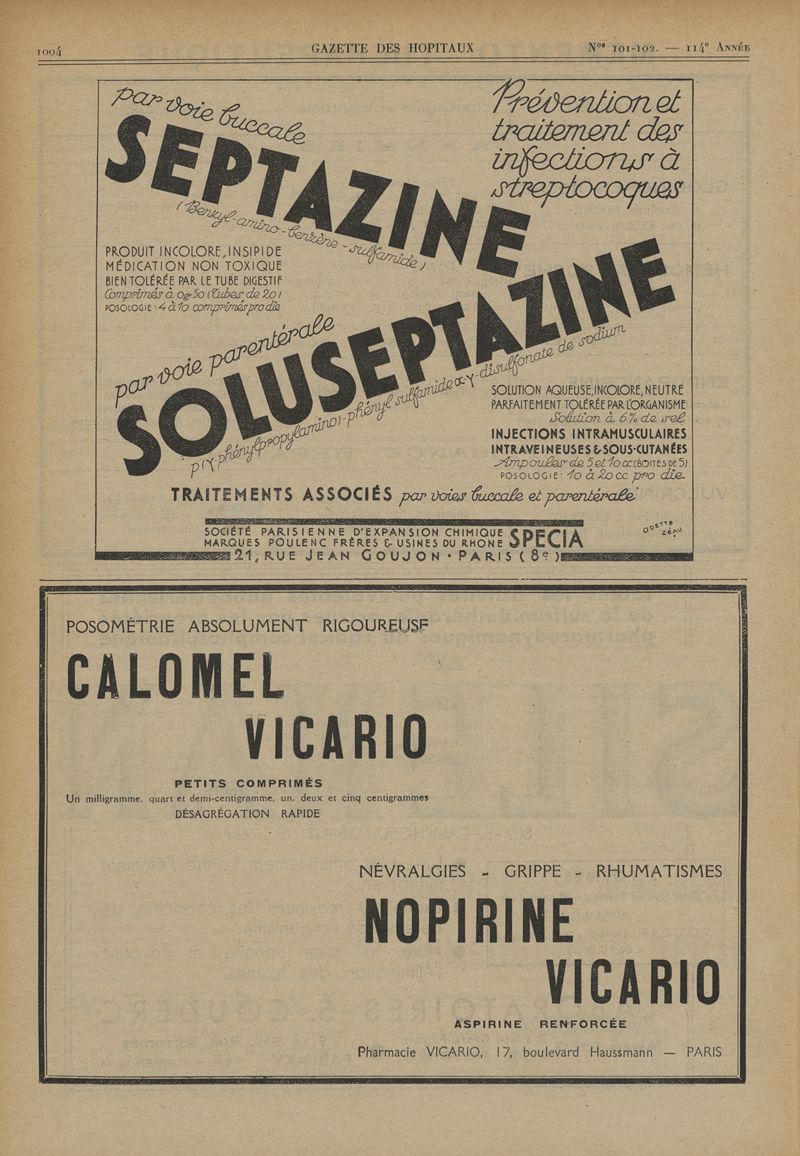 1004
GAZETTE DES HOPITAUX
Nos 101-102. — 114e ANNÉE
par voie buccale
SEPTAZINE
(Benzyl-amino-benzène-sulfamide)
Prévention et
traitement des
infections à
streptocoques
PRODUIT INCOLORE, INSIPIDE
MÉDICATION NON TOXIQUE
BIEN TOLÉRÉE PAR LE TUBE DIGESTIF
Comprimés à 0g50 (Tubes de 20)
POSOLOGIE : 4 à 10 comprimés pro die
par voie parentérale
SOLUSEPTAZINE
p(γ-phénylpropylamino)-phényl sulfamide α-γ-disulfonate de sodium
SOLUTION AQUEUSE, INCOLORE, NEUTRE
PARFAITEMENT TOLÉRÉE PAR L'ORGANISME
Solution à 6% de sel
INJECTIONS INTRAMUSCULAIRES
INTRAVEINEUSES & SOUS-CUTANÉES
Ampoules de 5 et 10 cc (BOITES DE 5)
POSOLOGIE : 10 à 20 cc pro die
TRAITEMENTS ASSOCIÉS par voies buccale et parentérale
SOCIÉTÉ PARISIENNE D'EXPANSION CHIMIQUE
MARQUES POULENC FRÈRES & USINES DU RHONE
SPECIA
21, RUE JEAN GOUJON · PARIS (8e)
ODETTE
ZÉAU
POSOMÉTRIE ABSOLUMENT RIGOUREUSE
CALOMEL
VICARIO
PETITS COMPRIMÉS
Un milligramme, quart et demi-centigramme, un, deux et cinq centigrammes
DÉSAGRÉGATION RAPIDE
NÉVRALGIES - GRIPPE - RHUMATISMES
NOPIRINE
VICARIO
ASPIRINE RENFORCÉE
Pharmacie VICARIO, 17, boulevard Haussmann — PARIS